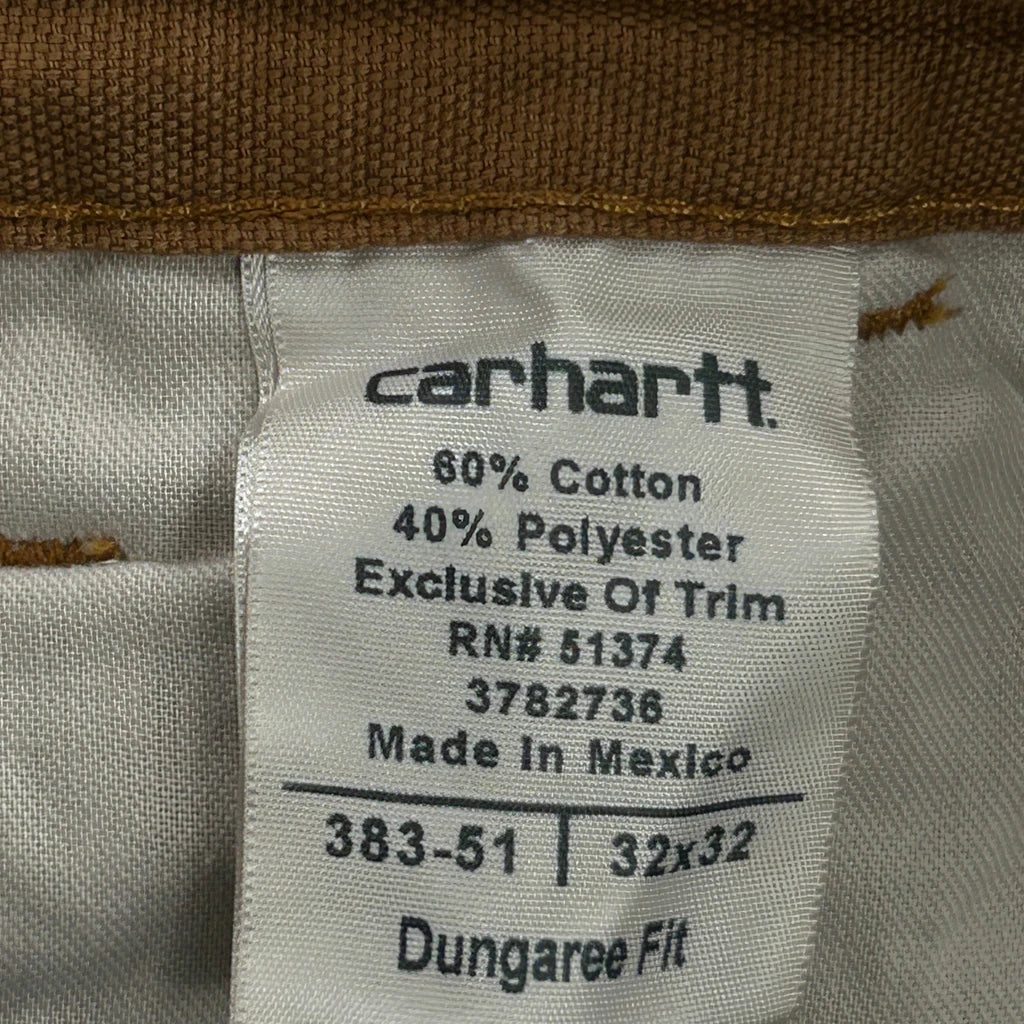 carhartt.
60% Cotton
40% Polyester
Exclusive Of Trim
RN# 51374
3782736
Made In Mexico
383-51 | 32x32
Dungaree Fit